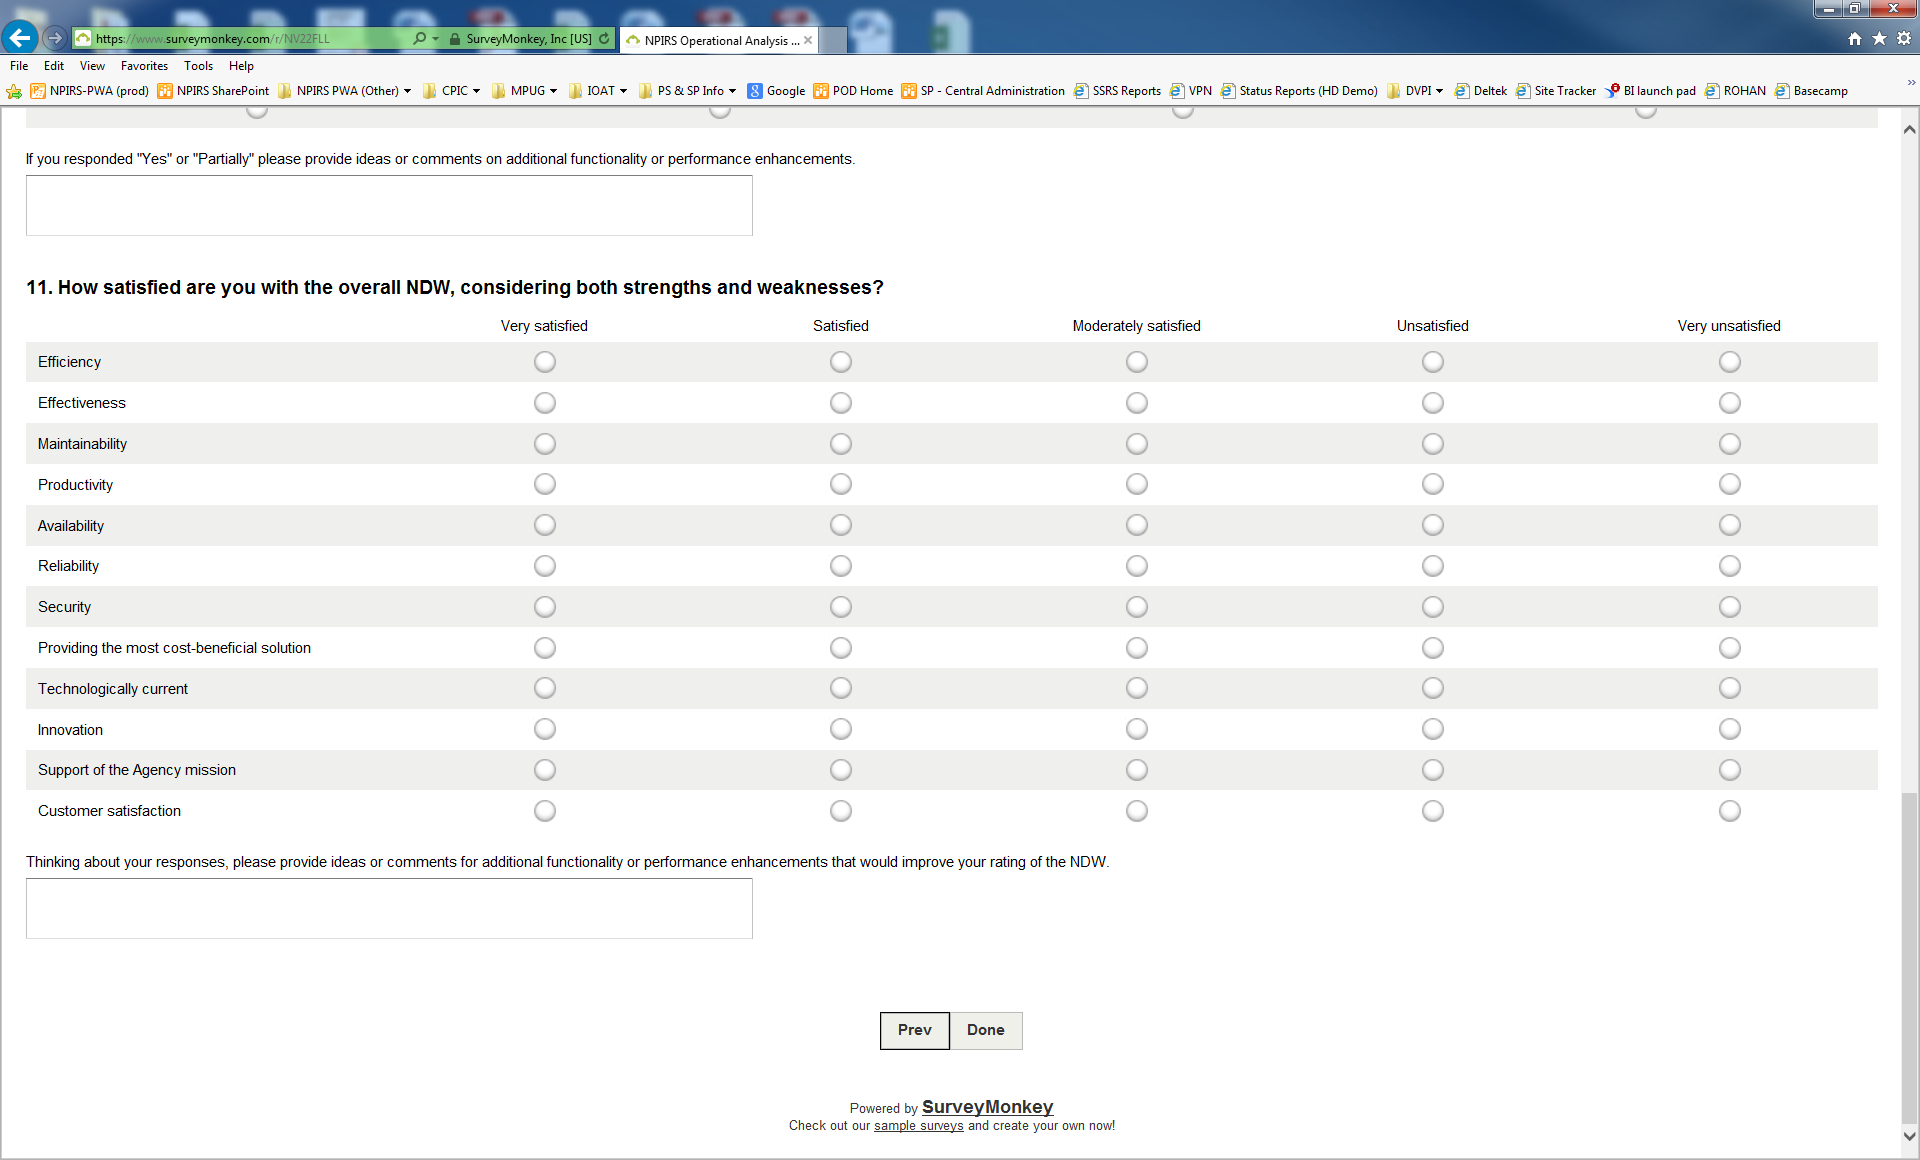 https://www.surveymonkey.com/r/NV22FLL
SurveyMonkey, Inc [US]
NPIRS Operational Analysis ...
File Edit View Favorites Tools Help
NPIRS-PWA (prod) NPIRS SharePoint NPIRS PWA (Other) CPIC MPUG IOAT PS & SP Info Google POD Home SP - Central Administration SSRS Reports VPN Status Reports (HD Demo) DVPI Deltek Site Tracker BI launch pad ROHAN Basecamp
If you responded "Yes" or "Partially" please provide ideas or comments on additional functionality or performance enhancements.
11. How satisfied are you with the overall NDW, considering both strengths and weaknesses?
Very satisfied Satisfied Moderately satisfied Unsatisfied Very unsatisfied
Efficiency
Effectiveness
Maintainability
Productivity
Availability
Reliability
Security
Providing the most cost-beneficial solution
Technologically current
Innovation
Support of the Agency mission
Customer satisfaction
Thinking about your responses, please provide ideas or comments for additional functionality or performance enhancements that would improve your rating of the NDW.
Prev Done
Powered by SurveyMonkey
Check out our sample surveys and create your own now!